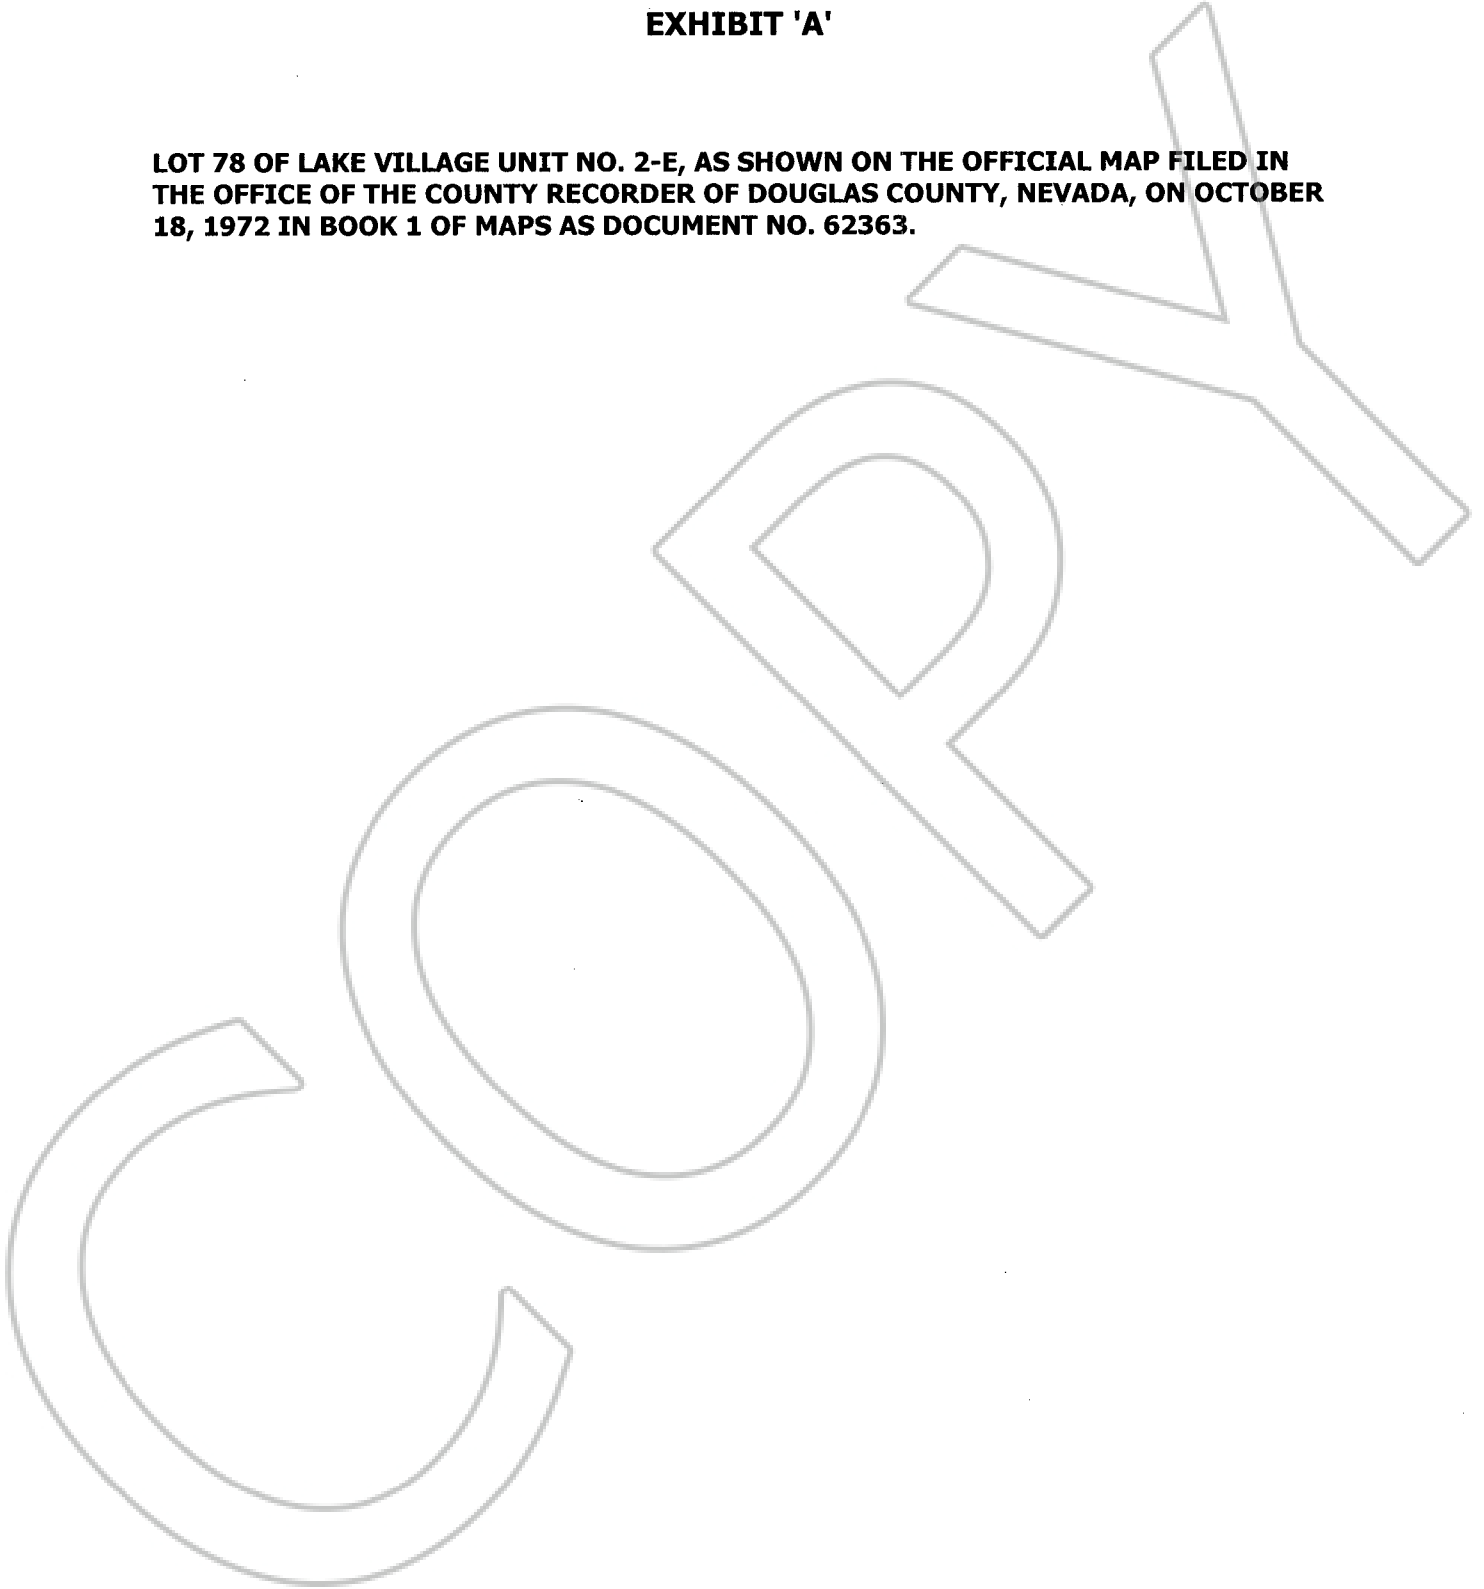 EXHIBIT 'A'
LOT 78 OF LAKE VILLAGE UNIT NO. 2-E, AS SHOWN ON THE OFFICIAL MAP FILED IN
THE OFFICE OF THE COUNTY RECORDER OF DOUGLAS COUNTY, NEVADA, ON OCTOBER
18, 1972 IN BOOK 1 OF MAPS AS DOCUMENT NO. 62363.
COPY